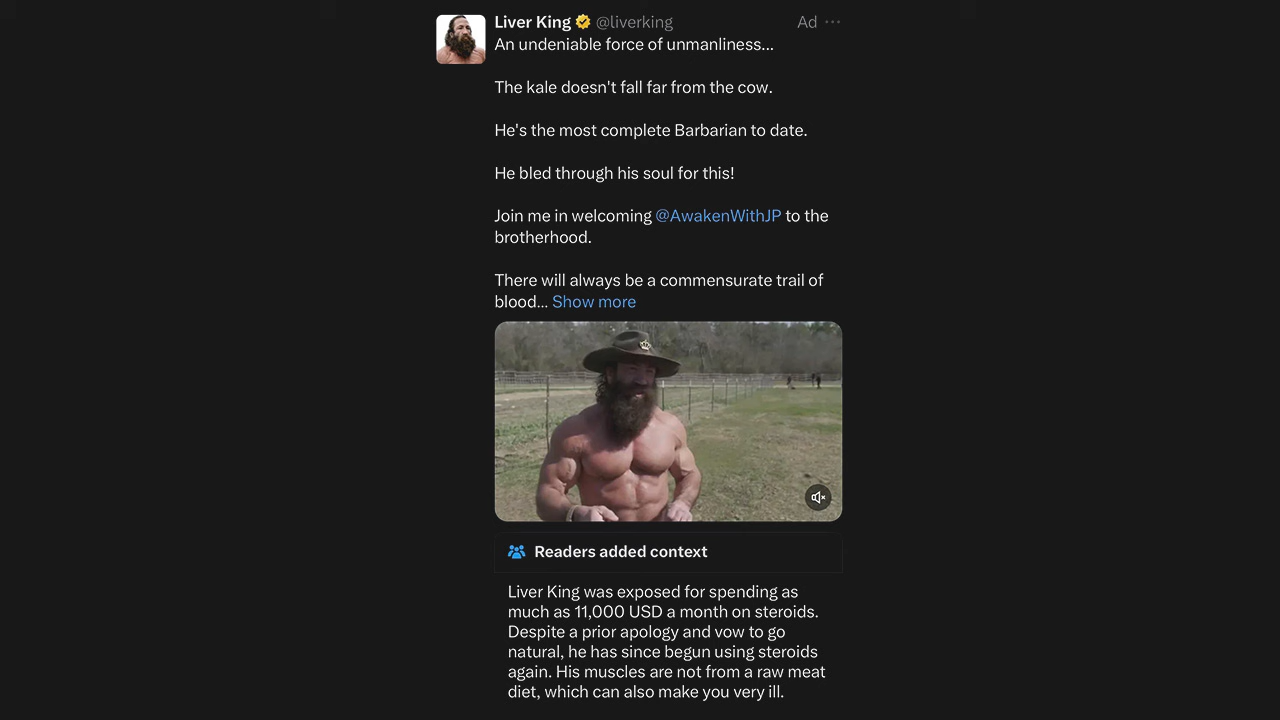 Liver King @liverking Ad ...
An undeniable force of unmanliness...
The kale doesn't fall far from the cow.
He's the most complete Barbarian to date.
He bled through his soul for this!
Join me in welcoming @AwakenWithJP to the
brotherhood.
There will always be a commensurate trail of
blood... Show more
Readers added context
Liver King was exposed for spending as
much as 11,000 USD a month on steroids.
Despite a prior apology and vow to go
natural, he has since begun using steroids
again. His muscles are not from a raw meat
diet, which can also make you very ill.